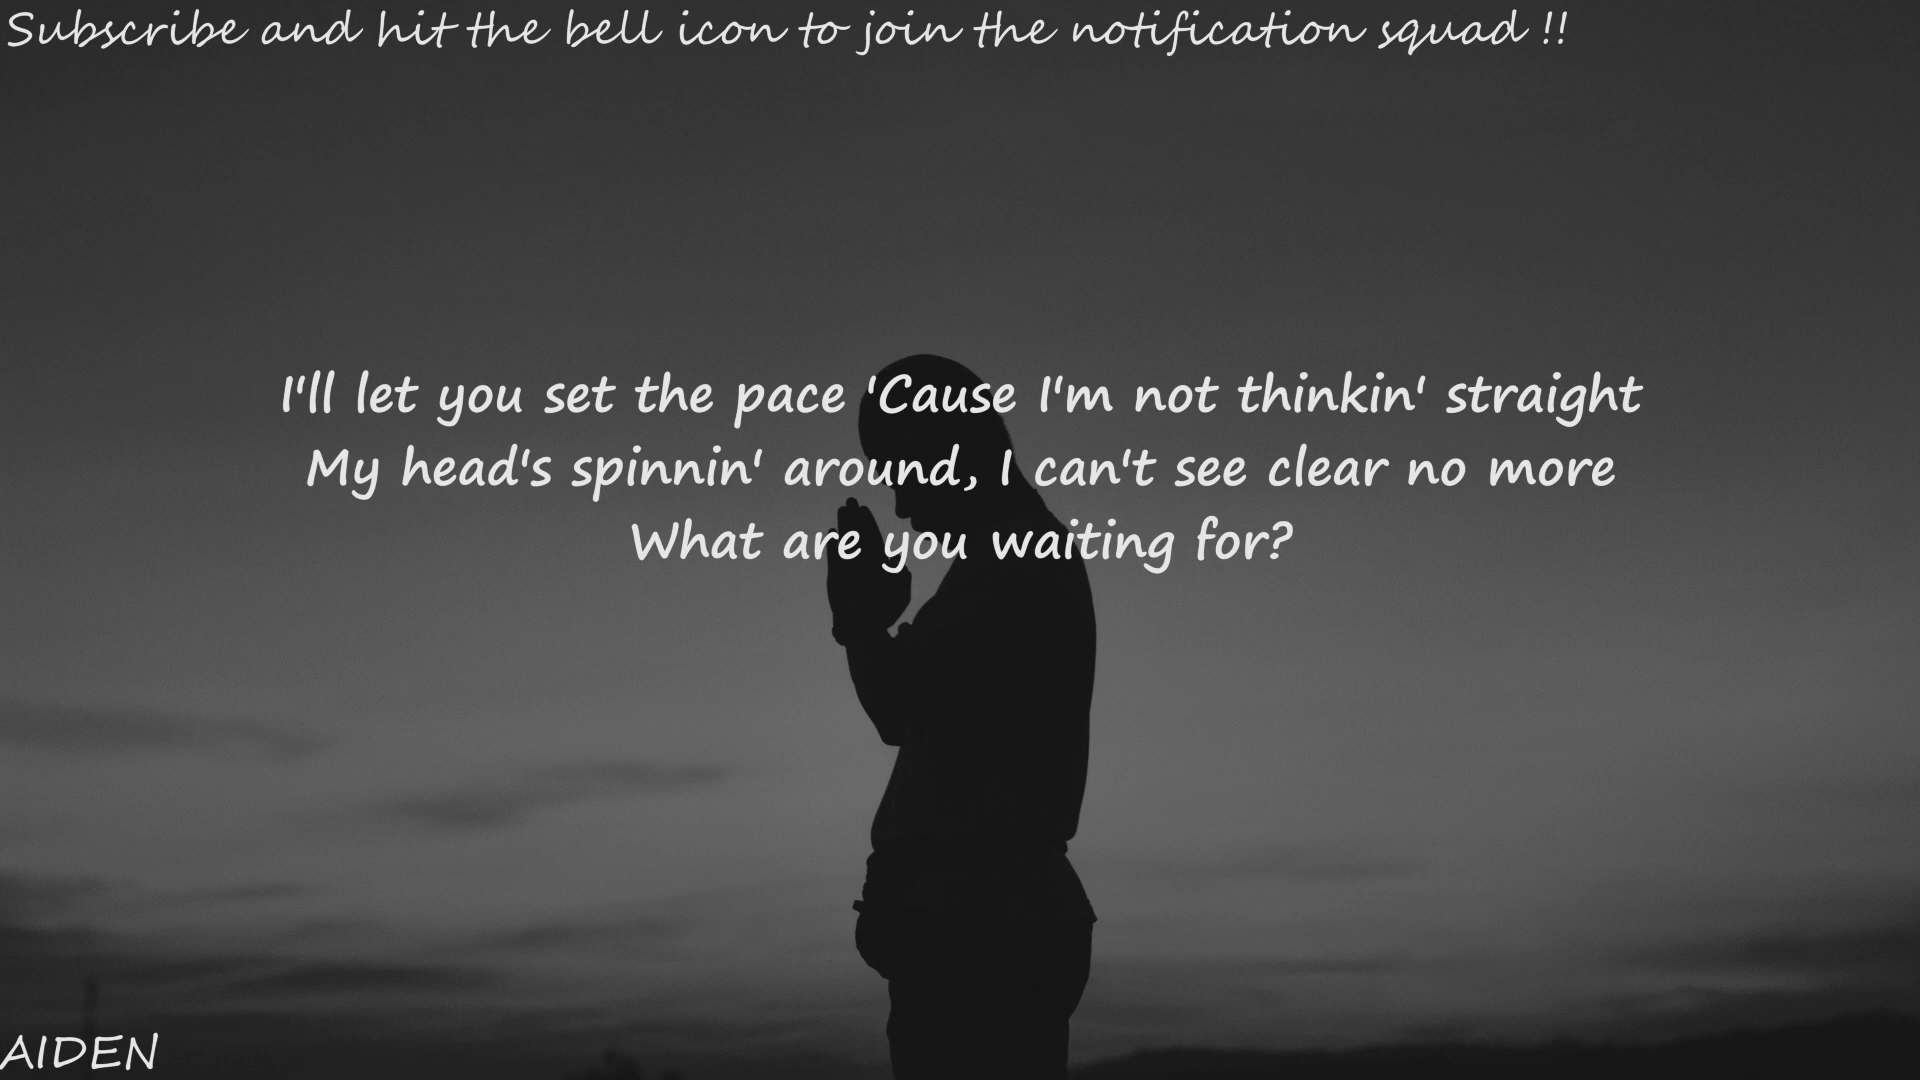 Subscribe and hit the bell icon to join the notification squad !!
I'll let you set the pace 'Cause I'm not thinkin' straight
My head's spinnin' around, I can't see clear no more
What are you waiting for?
AIDEN